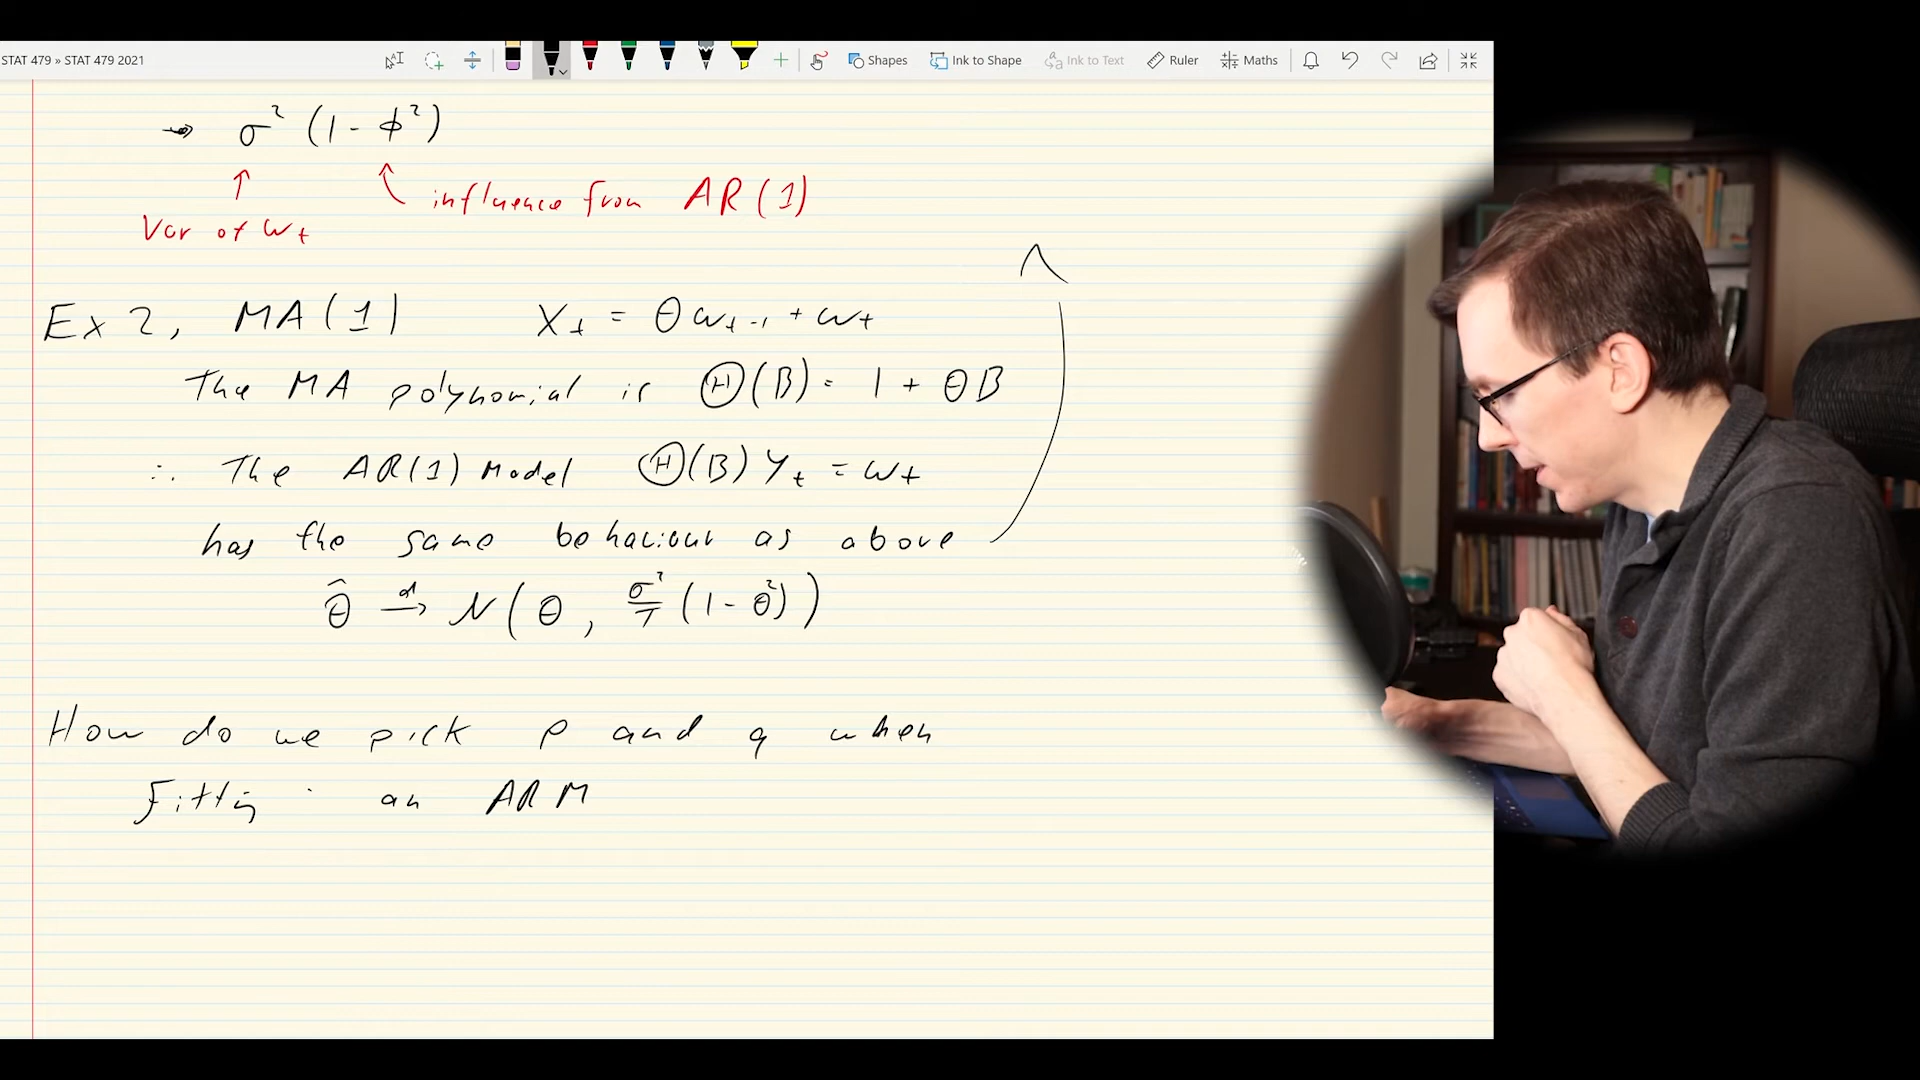 STAT 479 » STAT 479 2021
Shapes Ink to Shape Ink to Text Ruler Maths
→ σ² (1 - ϕ²)
↑ ↖ influence from AR(1)
Var of wₜ
Ex 2, MA(1) Xₜ = θwₜ₋₁ + wₜ
The MA polynomial is Θ(B) = 1 + θB
∴ The AR(1) Model Θ(B)Yₜ = wₜ
has the same behaviour as above
θ̂ →ᵈ N(θ, σ²/T (1 - θ²))
How do we pick p and q when
Fitting an ARM